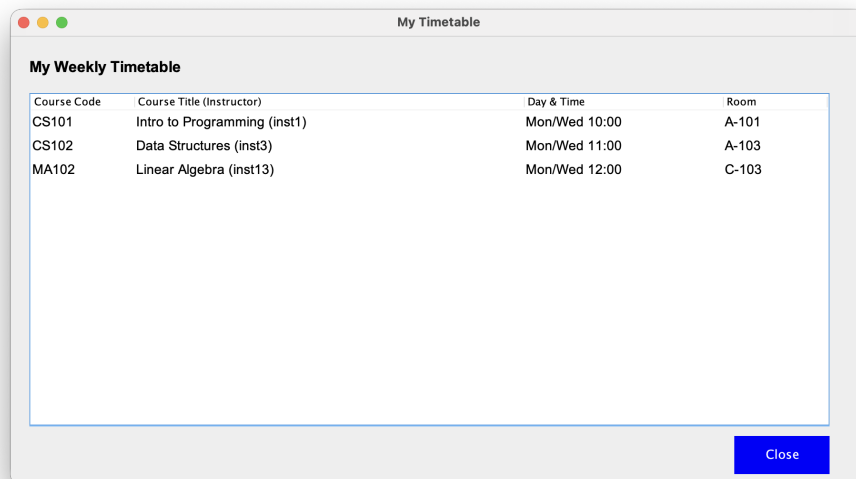 My Timetable
My Weekly Timetable
Course Code Course Title (Instructor) Day & Time Room
CS101 Intro to Programming (inst1) Mon/Wed 10:00 A-101
CS102 Data Structures (inst3) Mon/Wed 11:00 A-103
MA102 Linear Algebra (inst13) Mon/Wed 12:00 C-103
Close